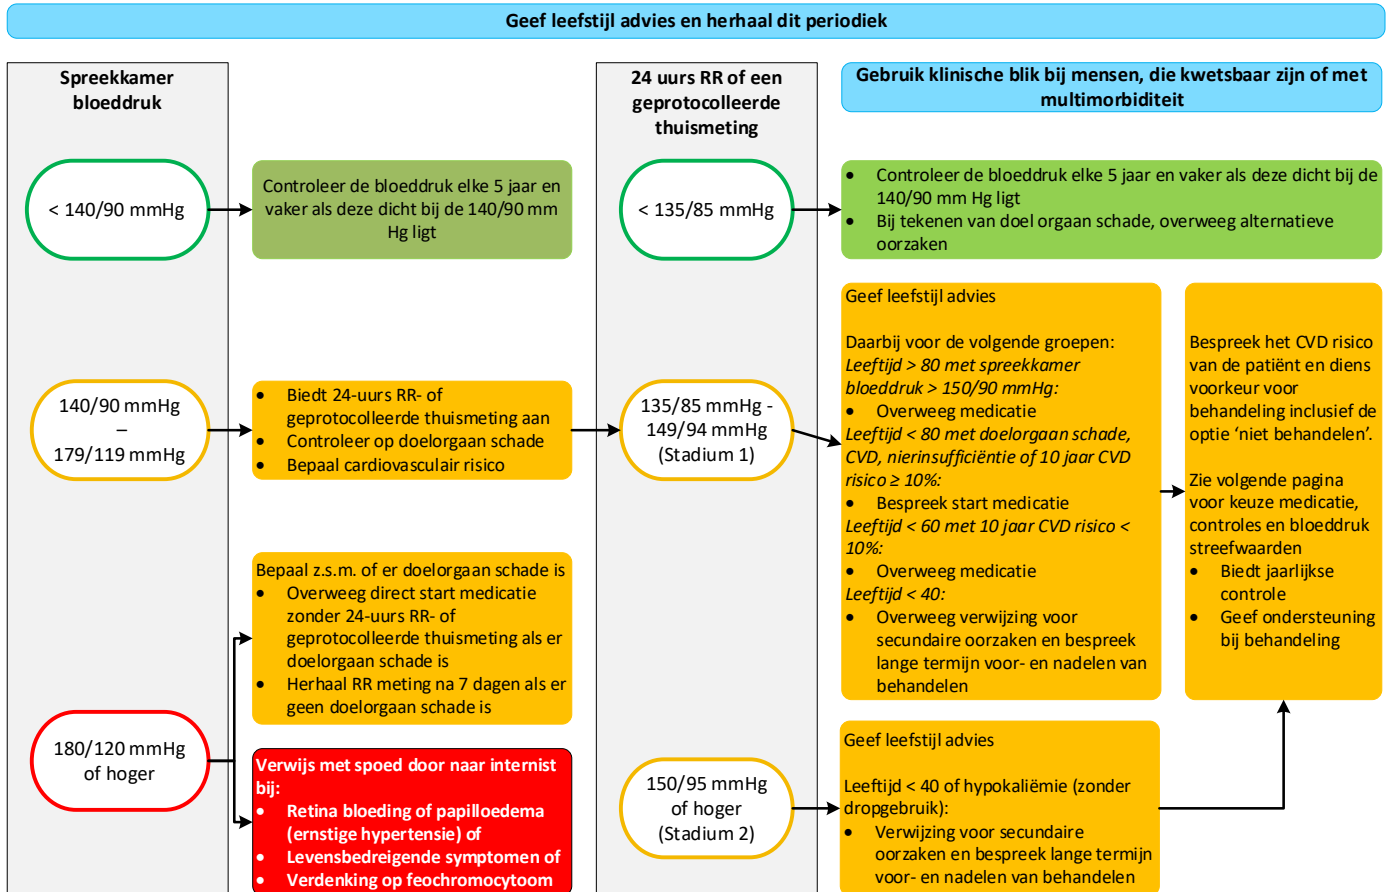 Geef leefstijl advies en herhaal dit periodiek
Spreekkamer
bloeddruk
24 uurs RR of een
geprotocolleerde
thuismeting
Gebruik klinische blik bij mensen, die kwetsbaar zijn of met
multimorbiditeit
< 140/90 mmHg
Controleer de bloeddruk elke 5 jaar en
vaker als deze dicht bij de 140/90 mm
Hg ligt
< 135/85 mmHg
• Controleer de bloeddruk elke 5 jaar en vaker als deze dicht bij de
140/90 mm Hg ligt
• Bij tekenen van doel orgaan schade, overweeg alternatieve
oorzaken
140/90 mmHg
–
179/119 mmHg
• Biedt 24-uurs RR- of
geprotocolleerde thuismeting aan
• Controleer op doelorgaan schade
• Bepaal cardiovasculair risico
135/85 mmHg -
149/94 mmHg
(Stadium 1)
Geef leefstijl advies
Daarbij voor de volgende groepen:
Leeftijd > 80 met spreekkamer
bloeddruk > 150/90 mmHg:
• Overweeg medicatie
Leeftijd < 80 met doelorgaan schade,
CVD, nierinsufficiëntie of 10 jaar CVD
risico ≥ 10%:
• Bespreek start medicatie
Leeftijd < 60 met 10 jaar CVD risico <
10%:
• Overweeg medicatie
Leeftijd < 40:
• Overweeg verwijzing voor
secundaire oorzaken en bespreek
lange termijn voor- en nadelen van
behandelen
Bespreek het CVD risico
van de patiënt en diens
voorkeur voor
behandeling inclusief de
optie ‘niet behandelen’.
Zie volgende pagina
voor keuze medicatie,
controles en bloeddruk
streefwaarden
• Biedt jaarlijkse
controle
• Geef ondersteuning
bij behandeling
180/120 mmHg
of hoger
Bepaal z.s.m. of er doelorgaan schade is
• Overweeg direct start medicatie
zonder 24-uurs RR- of
geprotocolleerde thuismeting als er
doelorgaan schade is
• Herhaal RR meting na 7 dagen als er
geen doelorgaan schade is
Verwijs met spoed door naar internist
bij:
• Retina bloeding of papilloedema
(ernstige hypertensie) of
• Levensbedreigende symptomen of
• Verdenking op feochromocytoom
150/95 mmHg
of hoger
(Stadium 2)
Geef leefstijl advies
Leeftijd < 40 of hypokaliëmie (zonder
dropgebruik):
• Verwijzing voor secundaire
oorzaken en bespreek lange termijn
voor- en nadelen van behandelen